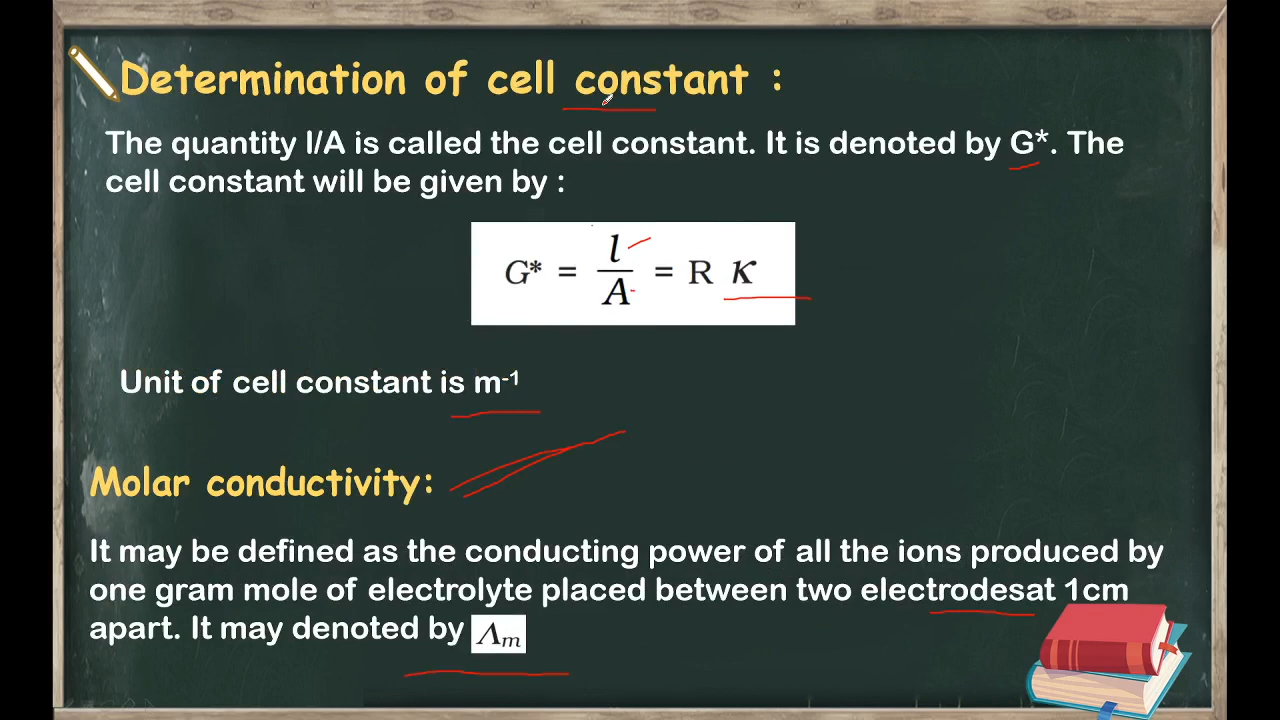 Determination of cell constant :
The quantity l/A is called the cell constant. It is denoted by G*. The
cell constant will be given by :
G* = l/A = R κ
Unit of cell constant is m⁻¹
Molar conductivity:
It may be defined as the conducting power of all the ions produced by
one gram mole of electrolyte placed between two electrodesat 1cm
apart. It may denoted by Λm